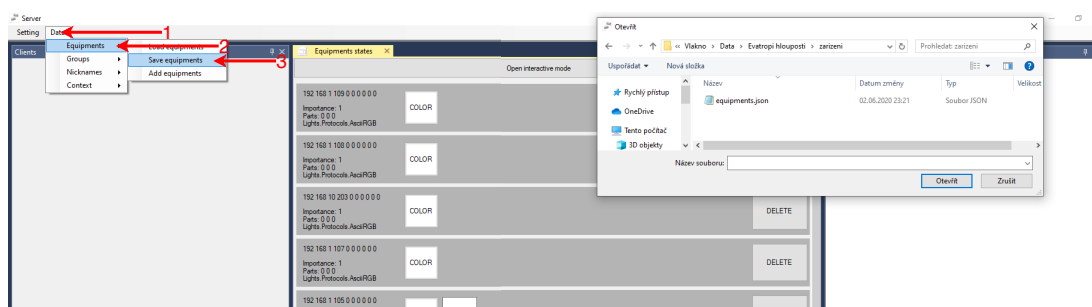 Server
Setting Data 1
Clients
Equipments 2 Load equipments
Groups Save equipments 3
Nicknames Add equipments
Context
Equipments states ×
Open interactive mode
192 168 1 109 0 0 0 0 0 0
Importance: 1
Parts: 0 0 0
Lights.Protocols.AsciiRGB
COLOR
192 168 1 108 0 0 0 0 0 0
Importance: 1
Parts: 0 0 0
Lights.Protocols.AsciiRGB
COLOR
192 168 10 203 0 0 0 0 0 0
Importance: 1
Parts: 0 0 0
Lights.Protocols.AsciiRGB
COLOR
DELETE
192 168 1 107 0 0 0 0 0 0
Importance: 1
Parts: 0 0 0
Lights.Protocols.AsciiRGB
COLOR
DELETE
192 168 1 105 0 0 0 0 0 0
Otevřít
« Vlakno › Data › Evatropi hlouposti › zarizeni
Prohledat: zarizeni
Uspořádat Nová složka
Rychlý přístup
OneDrive
Tento počítač
3D objekty
Název Datum změny Typ Velikost
equipments.json 02.06.2020 23:21 Soubor JSON
Název souboru:
Otevřít Zrušit